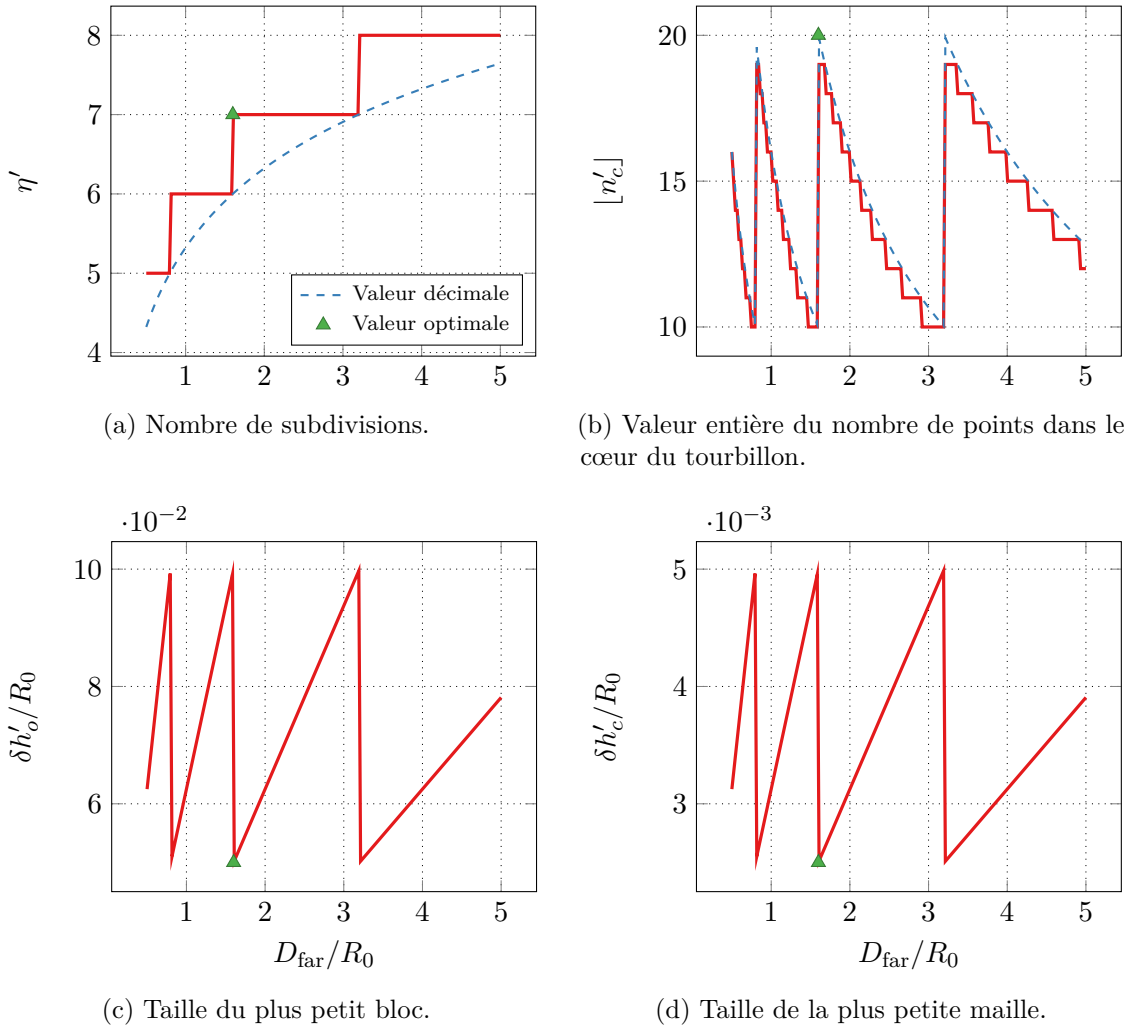 8
7
6
5
4
η′
1 2 3 4 5
Valeur décimale
Valeur optimale
(a) Nombre de subdivisions.
20
15
10
⌊n′c⌋
1 2 3 4 5
(b) Valeur entière du nombre de points dans le
cœur du tourbillon.
·10−2
10
8
6
δh′o/R0
1 2 3 4 5
Dfar/R0
(c) Taille du plus petit bloc.
·10−3
5
4
3
δh′c/R0
1 2 3 4 5
Dfar/R0
(d) Taille de la plus petite maille.